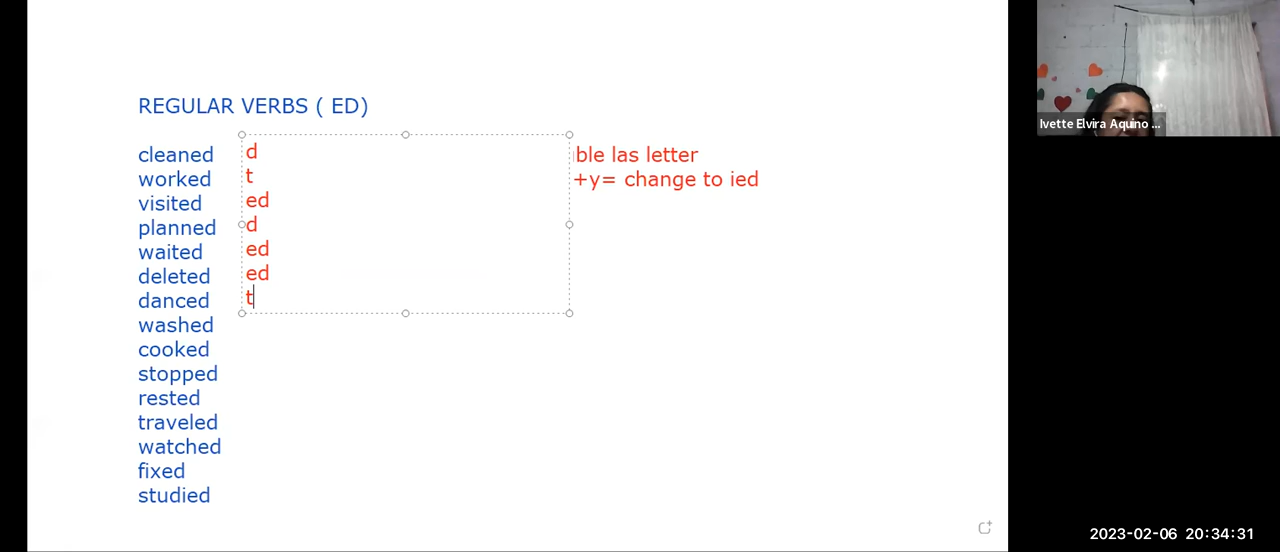 REGULAR VERBS ( ED)
cleaned d ble las letter
worked t +y= change to ied
visited ed
planned d
waited ed
deleted ed
danced t
washed
cooked
stopped
rested
traveled
watched
fixed
studied
Ivette Elvira Aquino ...
2023-02-06 20:34:31